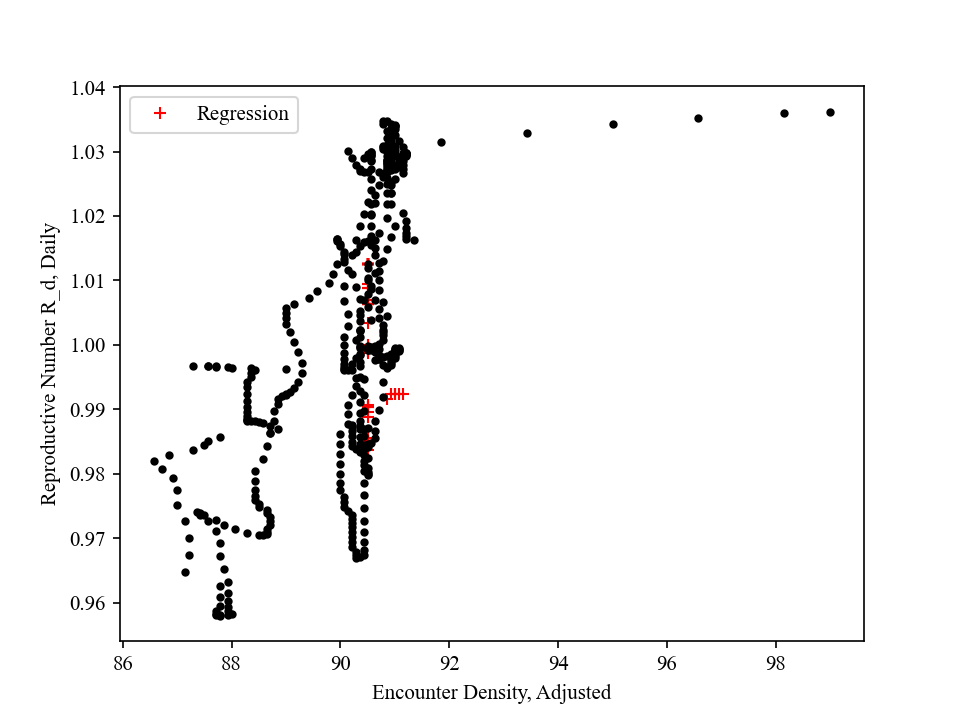 Reproductive Number R_d, Daily
1.04
1.03
1.02
1.01
1.00
0.99
0.98
0.97
0.96
Regression
86 88 90 92 94 96 98
Encounter Density, Adjusted